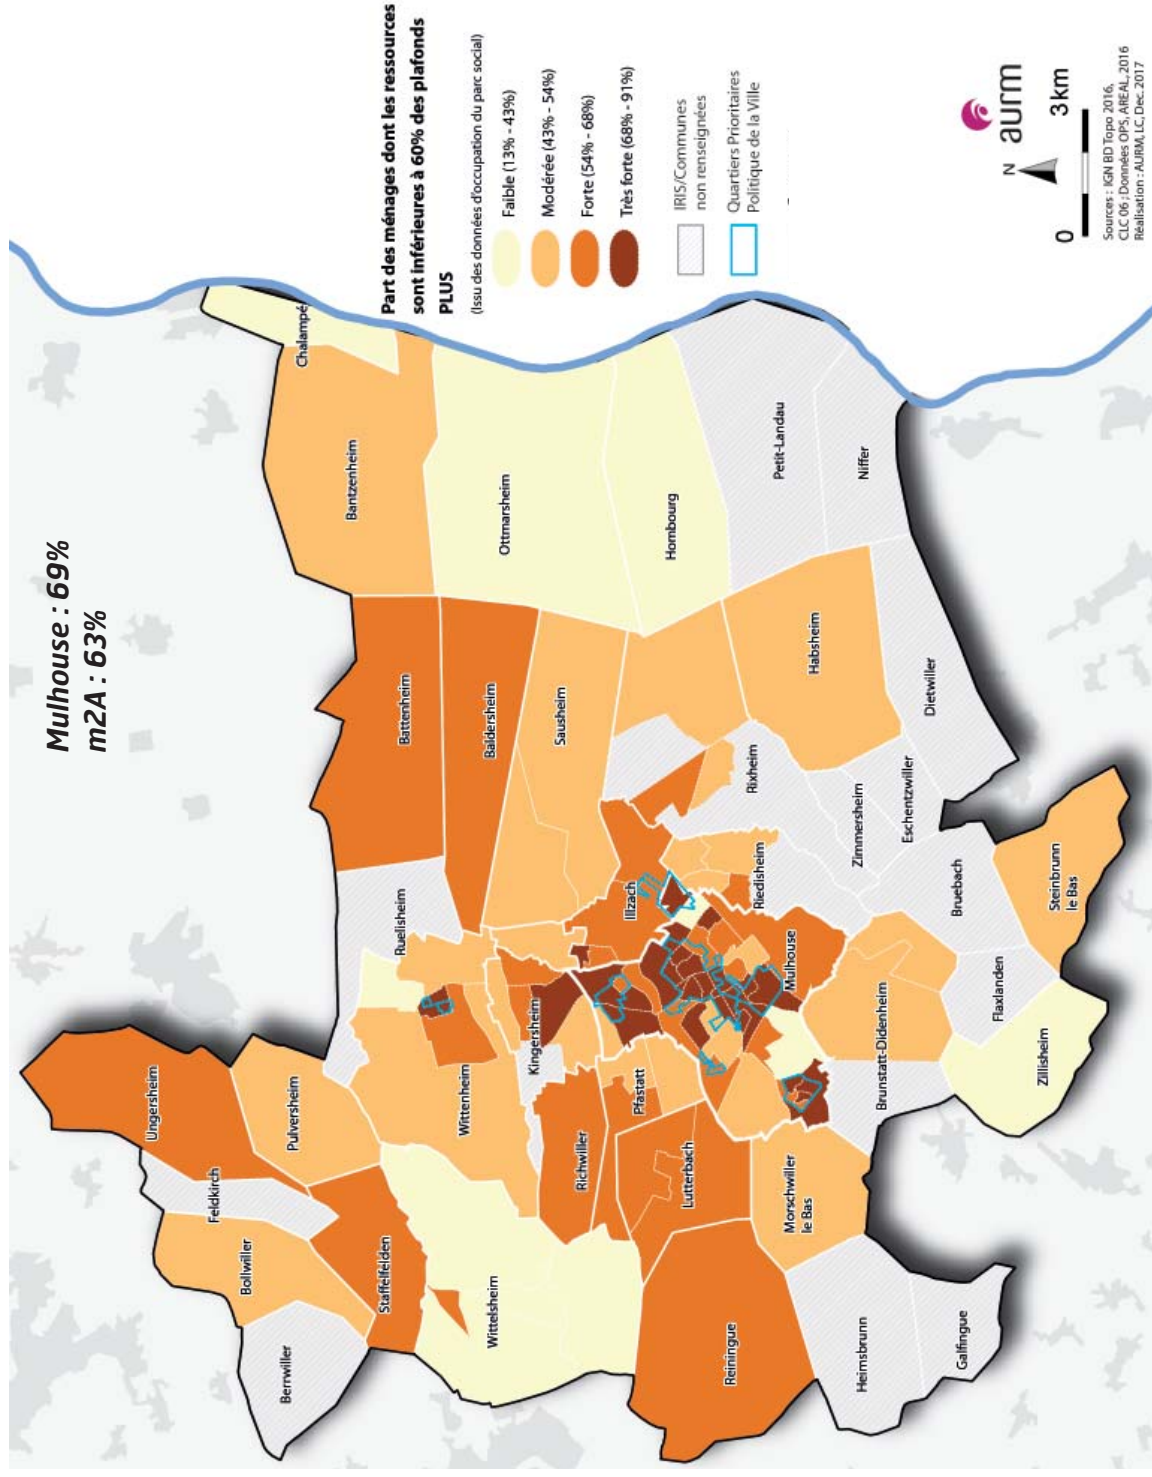 Mulhouse : 69%
m2A : 63%
Part des ménages dont les ressources
sont inférieures à 60% des plafonds
PLUS
(Issu des données d'occupation du parc social)
Faible (13% - 43%)
Modérée (43% - 54%)
Forte (54% - 68%)
Très forte (68% - 91%)
IRIS/Communes
non renseignées
Quartiers Prioritaires
Politique de la Ville
N
aurm
0
3km
Sources : IGN BD Topo 2016,
CLC 06 ; Données OPS, AREAL, 2016
Réalisation : AURM, LC, Dec. 2017
Chalampé
Bantzenheim
Ottmarsheim
Hombourg
Petit-Landau
Niffer
Battenheim
Baldersheim
Sausheim
Habsheim
Dietwiller
Rixheim
Eschentzwiller
Zimmersheim
Ruelisheim
Illzach
Riedisheim
Bruebach
Steinbrunn
le Bas
Mulhouse
Flaxlanden
Kingersheim
Brunstatt-Didenheim
Zillisheim
Ungersheim
Pulversheim
Wittenheim
Pfastatt
Feldkirch
Richwiller
Lutterbach
Morschwiller
le Bas
Bollwiller
Staffelfelden
Wittelsheim
Berrwiller
Reiningue
Heimsbrunn
Galfingue